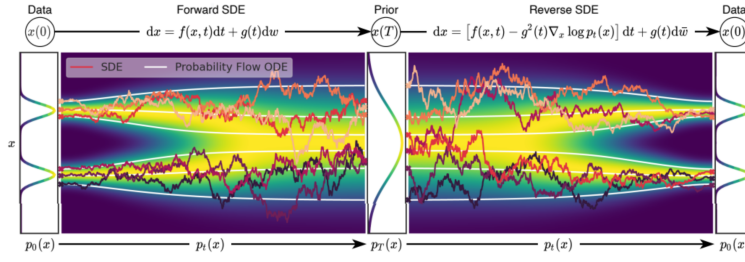 Data Forward SDE Prior Reverse SDE Data
x(0) dx = f(x,t)dt + g(t)dw x(T) dx = [f(x,t) − g²(t)∇ₓ log pₜ(x)] dt + g(t)dw̄ x(0)
SDE Probability Flow ODE
x
p₀(x) pₜ(x) p_T(x) pₜ(x) p₀(x)